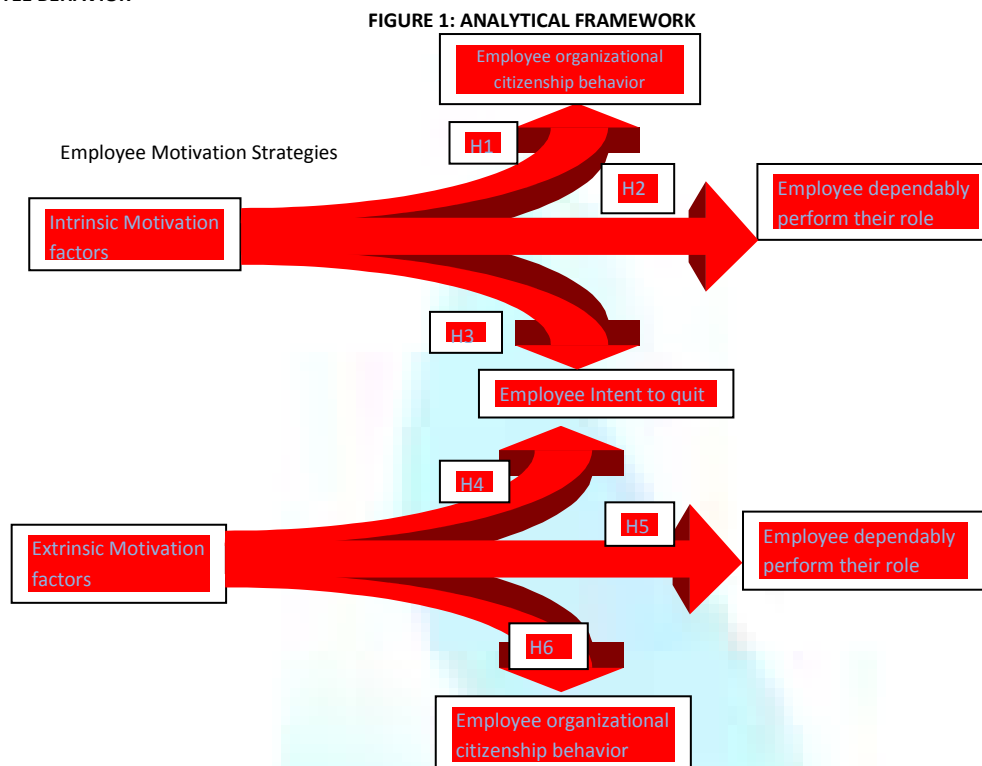 FIGURE 1: ANALYTICAL FRAMEWORK
Employee organizational
citizenship behavior
H1
Employee Motivation Strategies
H2
Employee dependably
perform their role
Intrinsic Motivation
factors
H3
Employee Intent to quit
H4
H5
Employee dependably
perform their role
Extrinsic Motivation
factors
H6
Employee organizational
citizenship behavior